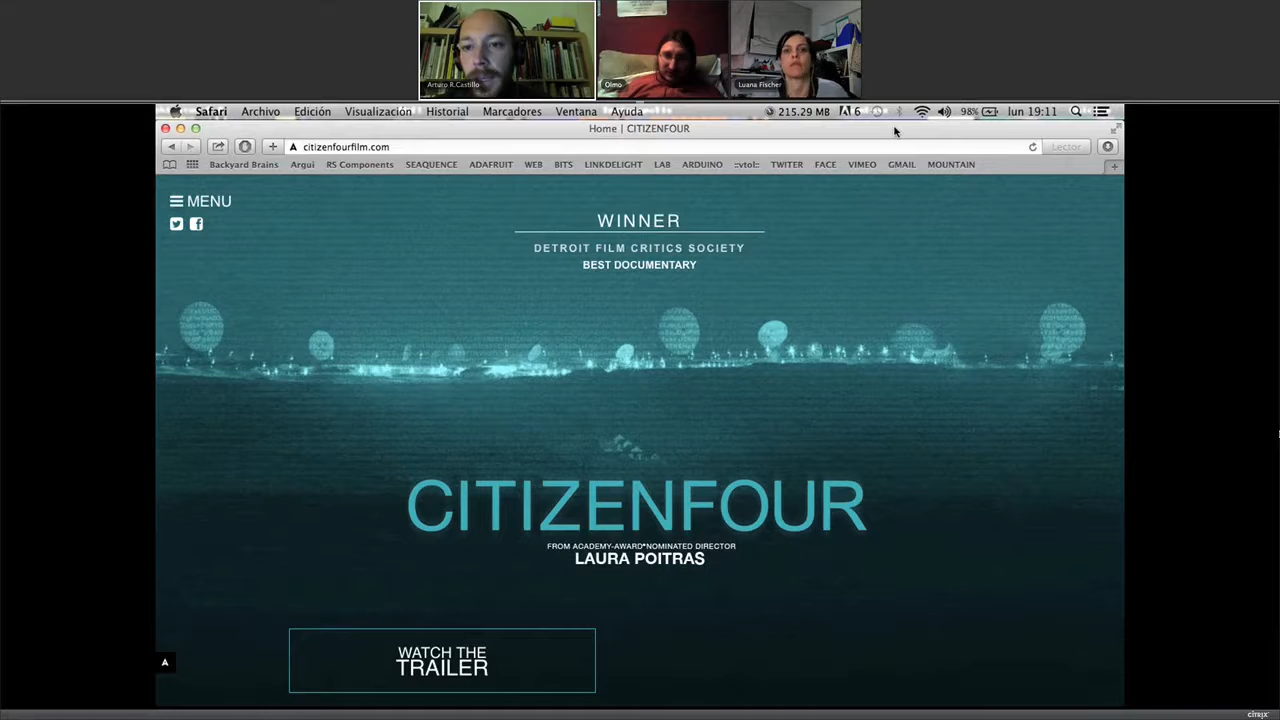 Arturo R.Castillo
Olmo
Luana Fischer
Safari Archivo Edición Visualización Historial Marcadores Ventana Ayuda 215.29 MB 6 98% lun 19:11
Home | CITIZENFOUR
citizenfourfilm.com Lector
Backyard Brains Argui RS Components SEAQUENCE ADAFRUIT WEB BITS LINKDELIGHT LAB ARDUINO ::vtol:: TWITER FACE VIMEO GMAIL MOUNTAIN
MENU
WINNER
DETROIT FILM CRITICS SOCIETY
BEST DOCUMENTARY
CITIZENFOUR
FROM ACADEMY-AWARD®NOMINATED DIRECTOR
LAURA POITRAS
WATCH THE
TRAILER
A
CITRIX